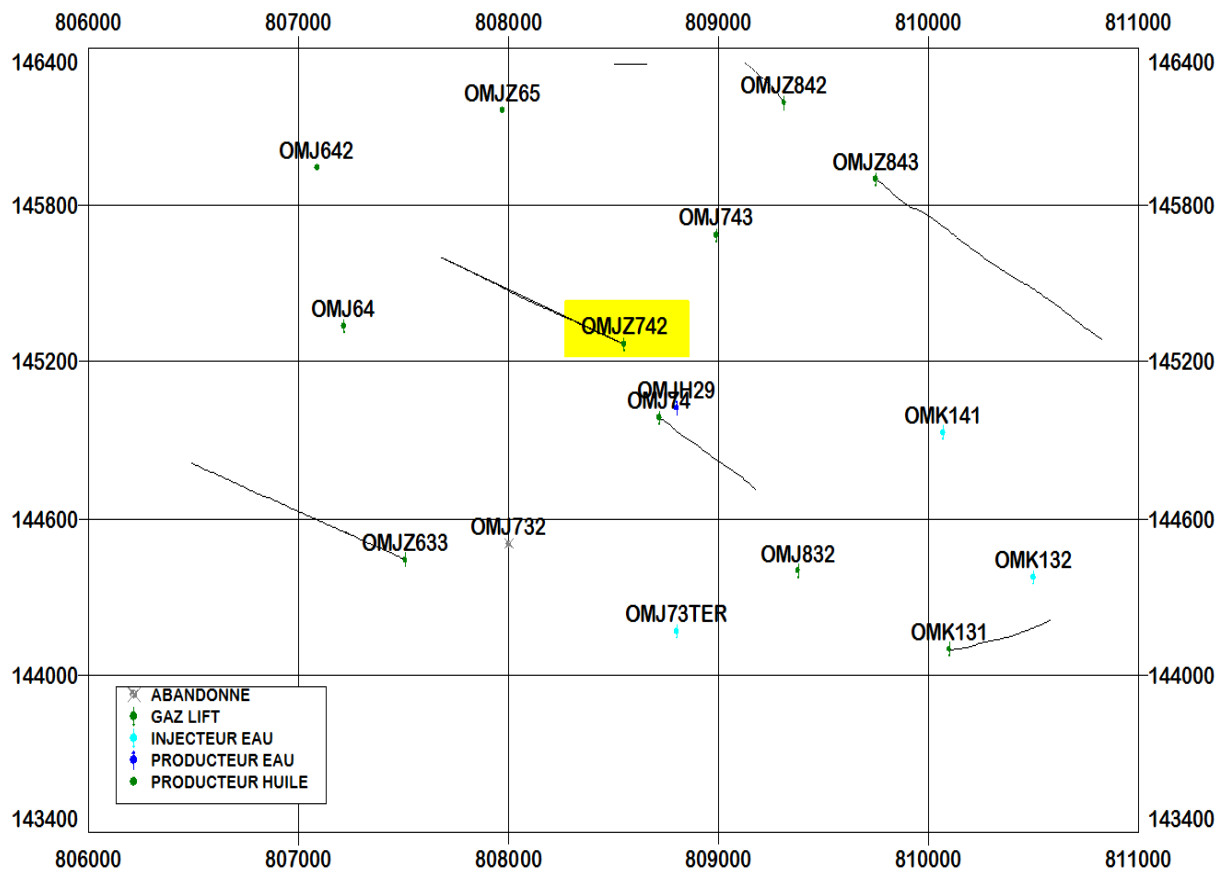 806000 807000 808000 809000 810000 811000
146400 146400
OMJZ842
OMJZ65
OMJ642
OMJZ843
145800 145800
OMJ743
OMJ64
OMJZ742
145200 145200
OMJH29
OMJ74
OMK141
144600 144600
OMJ732
OMJZ633
OMJ832
OMK132
OMJ73TER
OMK131
144000 144000
ABANDONNE
GAZ LIFT
INJECTEUR EAU
PRODUCTEUR EAU
PRODUCTEUR HUILE
143400 143400
806000 807000 808000 809000 810000 811000